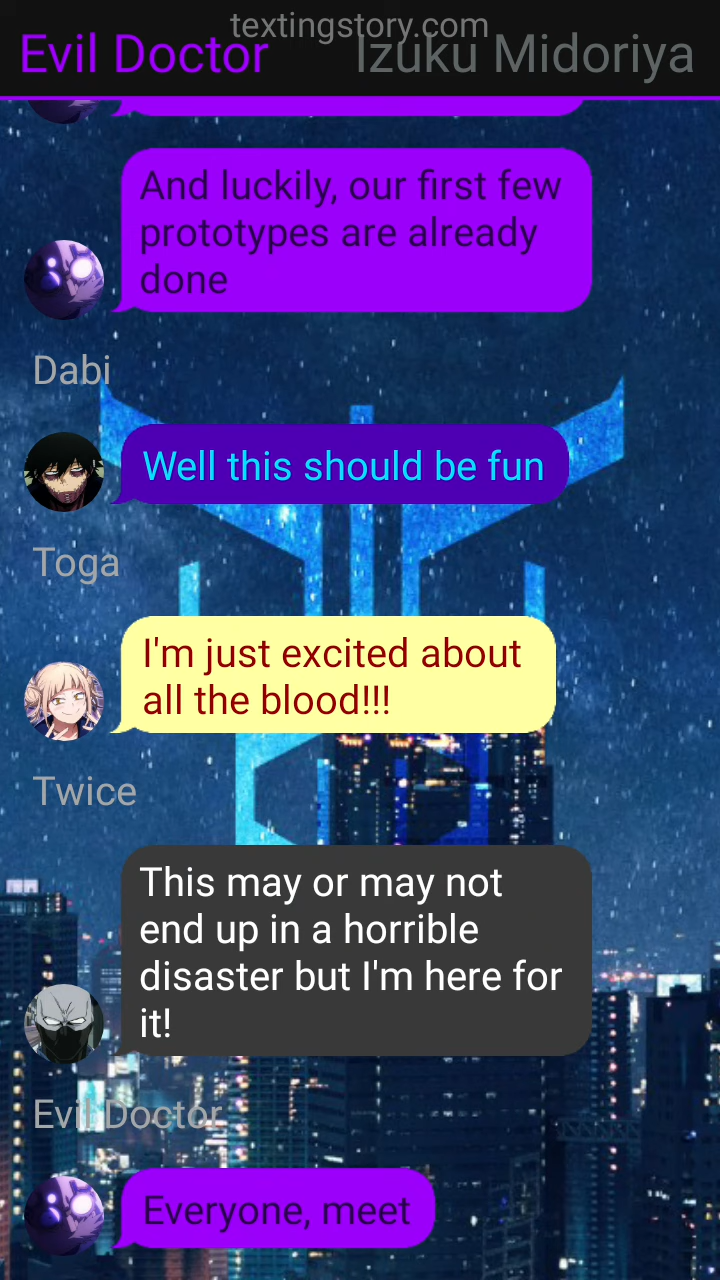 textingstory.com
Evil Doctor
Izuku Midoriya
And luckily, our first few
prototypes are already
done
Dabi
Well this should be fun
Toga
I'm just excited about
all the blood!!!
Twice
This may or may not
end up in a horrible
disaster but I'm here for
it!
Evil Doctor
Everyone, meet